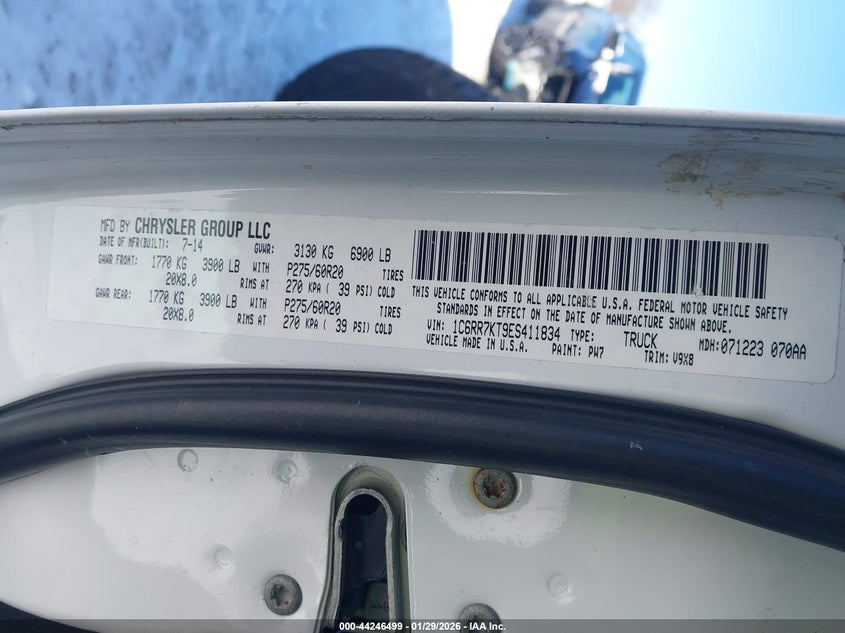 MFD BY CHRYSLER GROUP LLC
DATE OF MFR(BUILT): 7-14 GVWR: 3130 KG 6900 LB
GAWR FRONT: 1770 KG 3900 LB WITH P275/60R20 TIRES
20X8.0 RIMS AT 270 KPA ( 39 PSI) COLD
GAWR REAR: 1770 KG 3900 LB WITH P275/60R20 TIRES
20X8.0 RIMS AT 270 KPA ( 39 PSI) COLD
THIS VEHICLE CONFORMS TO ALL APPLICABLE U.S.A. FEDERAL MOTOR VEHICLE SAFETY
STANDARDS IN EFFECT ON THE DATE OF MANUFACTURE SHOWN ABOVE.
VIN: 1C6RR7KT9ES411834 TYPE: TRUCK MDH: 071223 070AA
VEHICLE MADE IN U.S.A. PAINT: PW7 TRIM: V9X8
000-44246499 - 01/29/2026 - IAA Inc.